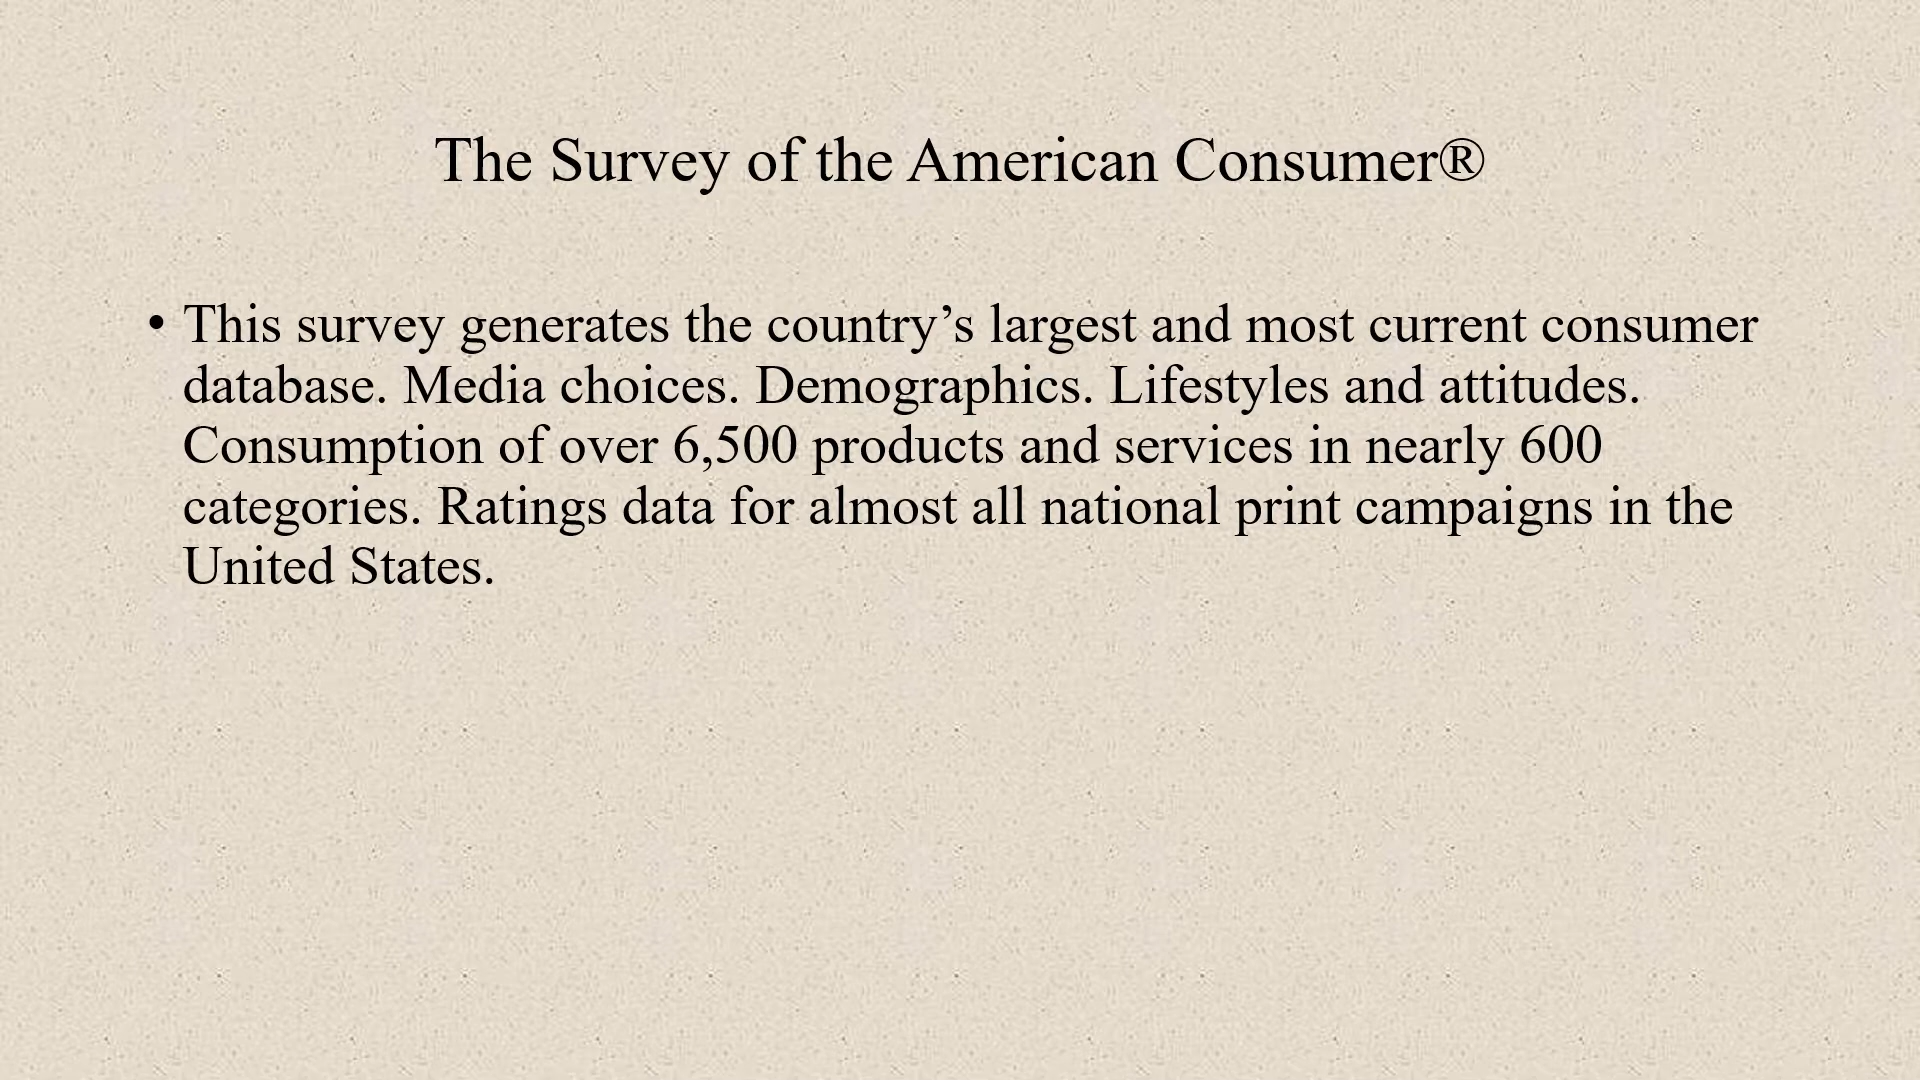 The Survey of the American Consumer®
• This survey generates the country’s largest and most current consumer
database. Media choices. Demographics. Lifestyles and attitudes.
Consumption of over 6,500 products and services in nearly 600
categories. Ratings data for almost all national print campaigns in the
United States.